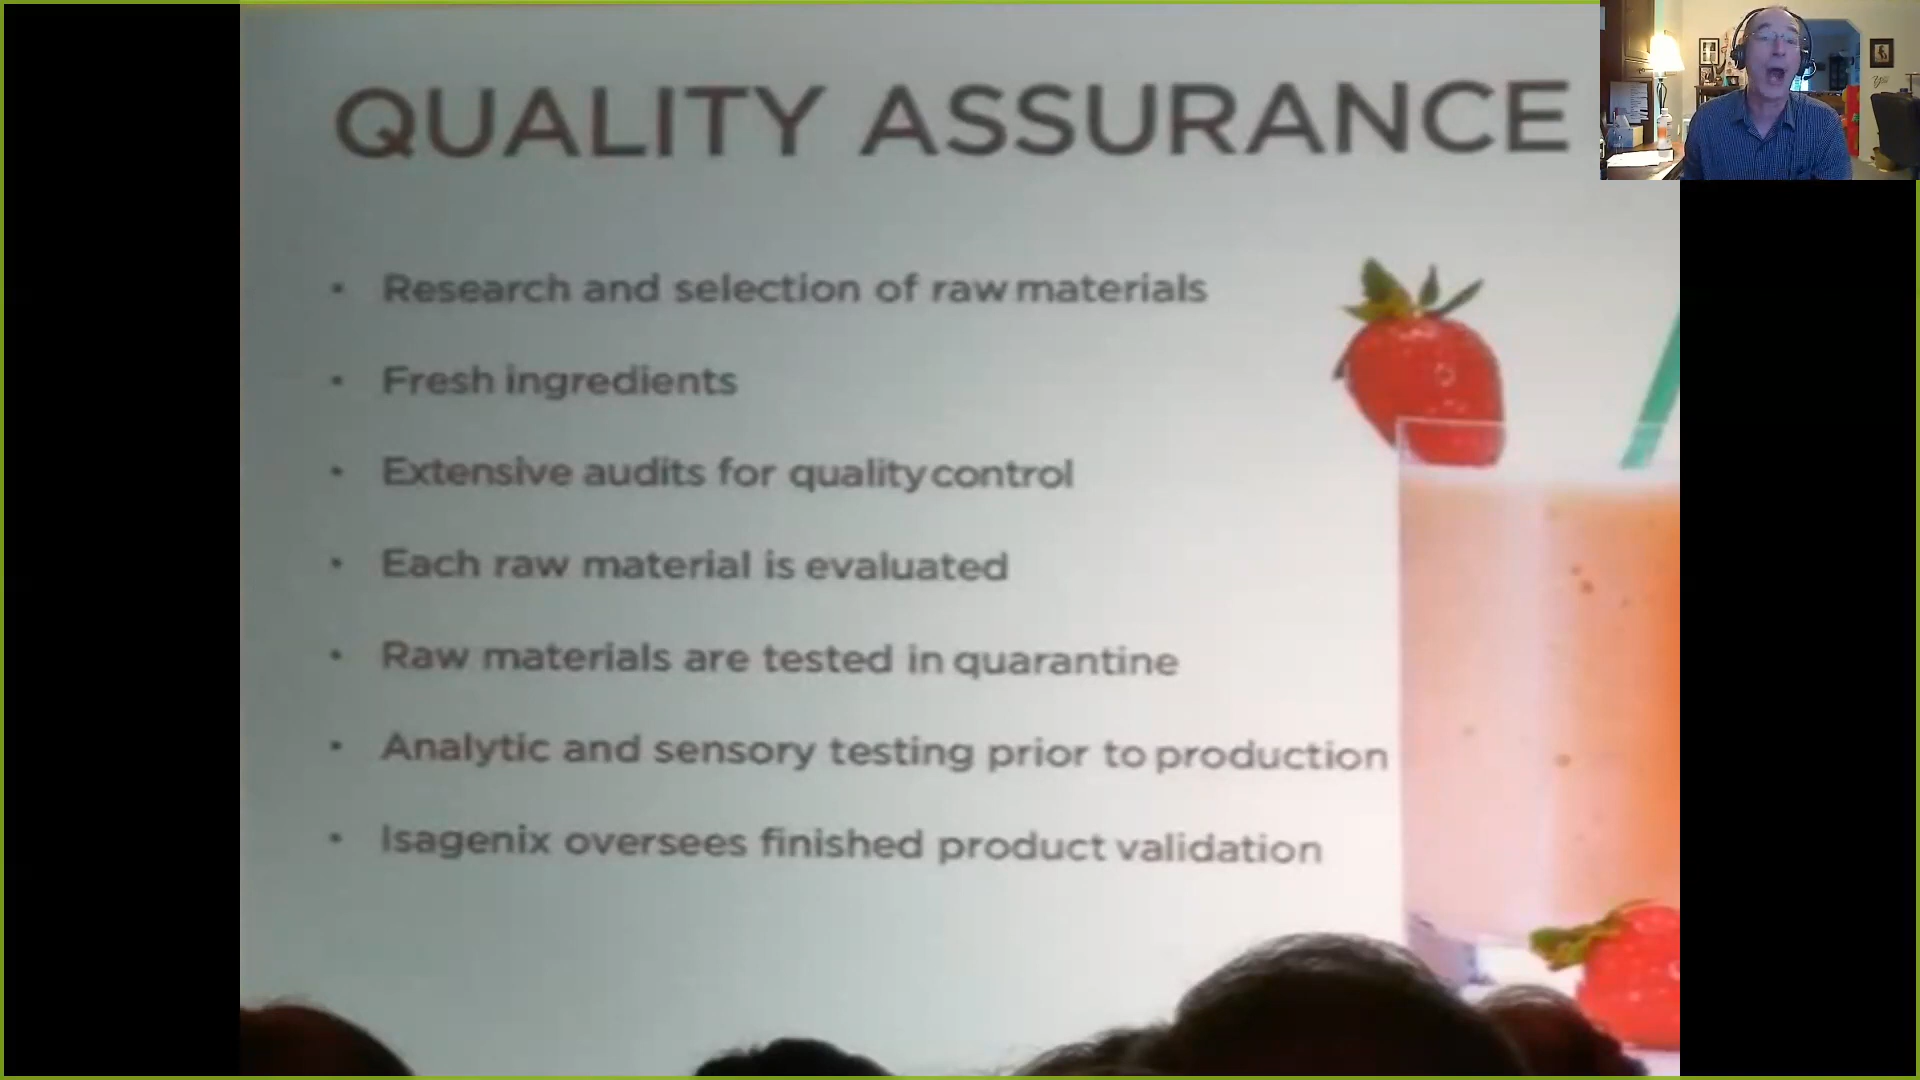 QUALITY ASSURANCE
• Research and selection of raw materials
• Fresh ingredients
• Extensive audits for quality control
• Each raw material is evaluated
• Raw materials are tested in quarantine
• Analytic and sensory testing prior to production
• Isagenix oversees finished product validation